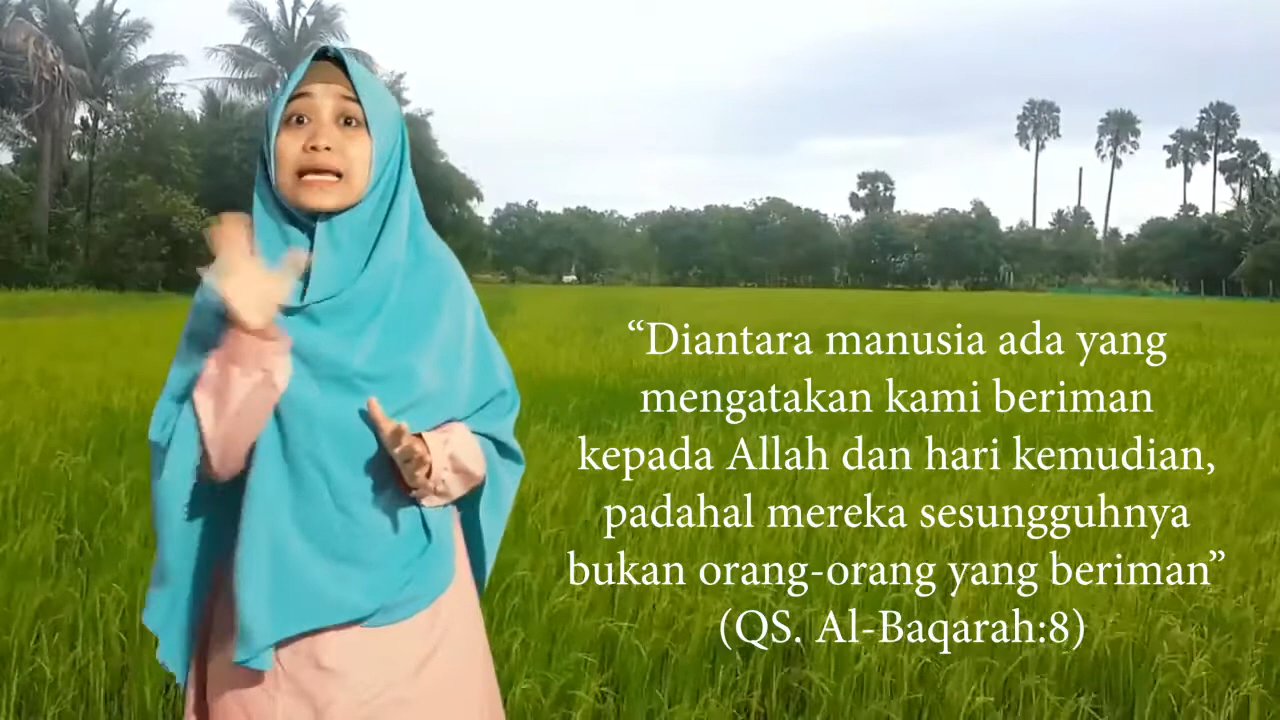 “Diantara manusia ada yang
mengatakan kami beriman
kepada Allah dan hari kemudian,
padahal mereka sesungguhnya
bukan orang-orang yang beriman”
(QS. Al-Baqarah:8)